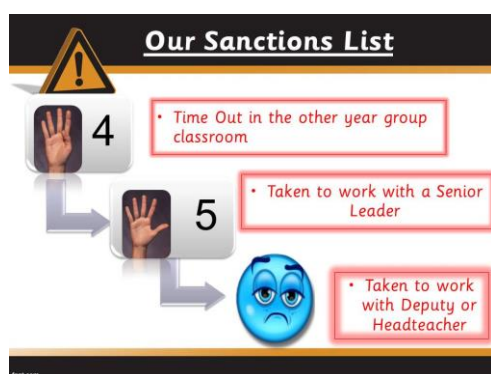 Our Sanctions List
4
• Time Out in the other year group
classroom
5
• Taken to work with a Senior
Leader
• Taken to work
with Deputy or
Headteacher